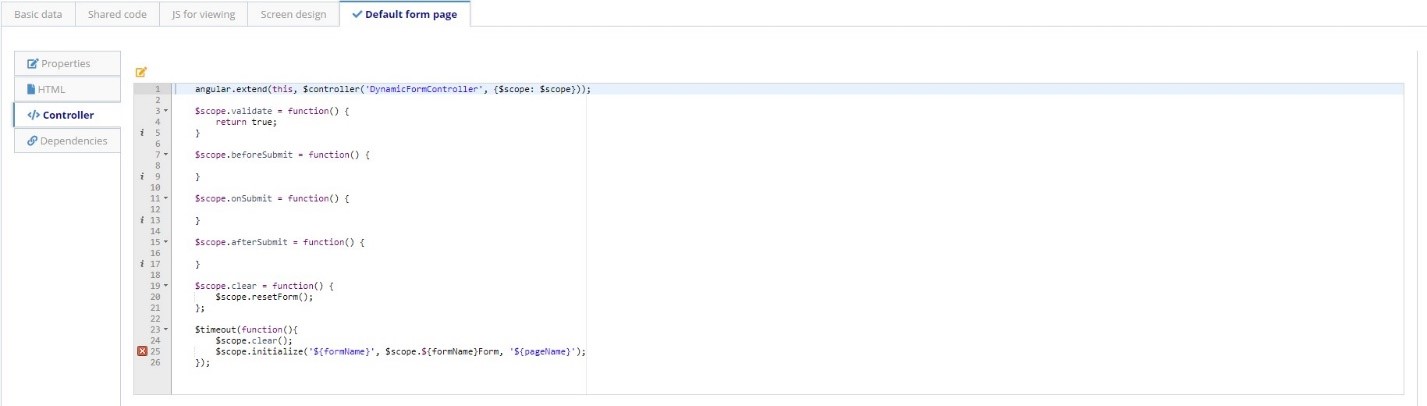 Basic data
Shared code
JS for viewing
Screen design
Default form page
Properties
HTML
</> Controller
Dependencies
1 angular.extend(this, $controller('DynamicFormController', {$scope: $scope}));
2
3 $scope.validate = function() {
4 return true;
i 5 }
6
7 $scope.beforeSubmit = function() {
8
i 9 }
10
11 $scope.onSubmit = function() {
12
i 13 }
14
15 $scope.afterSubmit = function() {
16
i 17 }
18
19 $scope.clear = function() {
20 $scope.resetForm();
21 };
22
23 $timeout(function(){
24 $scope.clear();
25 $scope.initialize('${formName}', $scope.${formName}Form, '${pageName}');
26 });